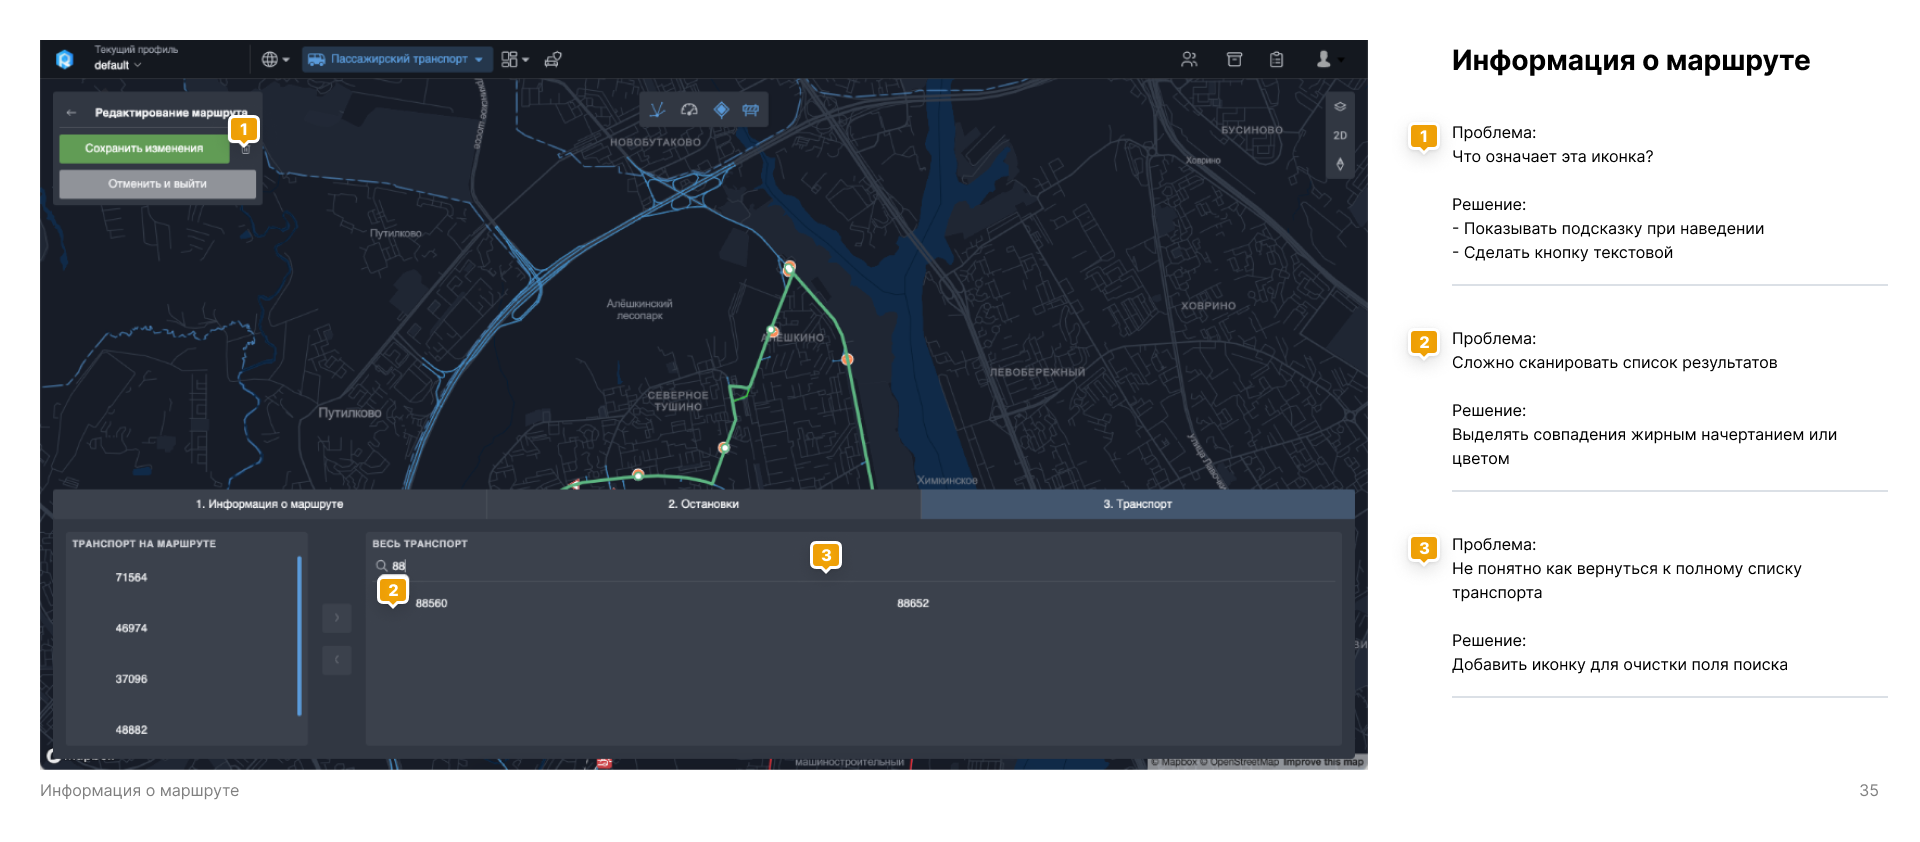 Текущий профиль
default
Пассажирский транспорт
Редактирование маршрута
1
Сохранить изменения
Отменить и выйти
2D
НОВОБУТАКОВО
БУСИНОВО
Ховрино
Путилково
Алёшкинский
лесопарк
АЛЁШКИНО
ХОВРИНО
ЛЕВОБЕРЕЖНЫЙ
СЕВЕРНОЕ
ТУШИНО
Путилково
Химкинское
1. Информация о маршруте
2. Остановки
3. Транспорт
ТРАНСПОРТ НА МАРШРУТЕ
71564
46974
37096
48882
ВЕСЬ ТРАНСПОРТ
3
88
2
88560
88652
машиностроительный
© Mapbox © OpenStreetMap Improve this map
Информация о маршруте
1
Проблема:
Что означает эта иконка?
Решение:
- Показывать подсказку при наведении
- Сделать кнопку текстовой
2
Проблема:
Сложно сканировать список результатов
Решение:
Выделять совпадения жирным начертанием или
цветом
3
Проблема:
Не понятно как вернуться к полному списку
транспорта
Решение:
Добавить иконку для очистки поля поиска
Информация о маршруте
35